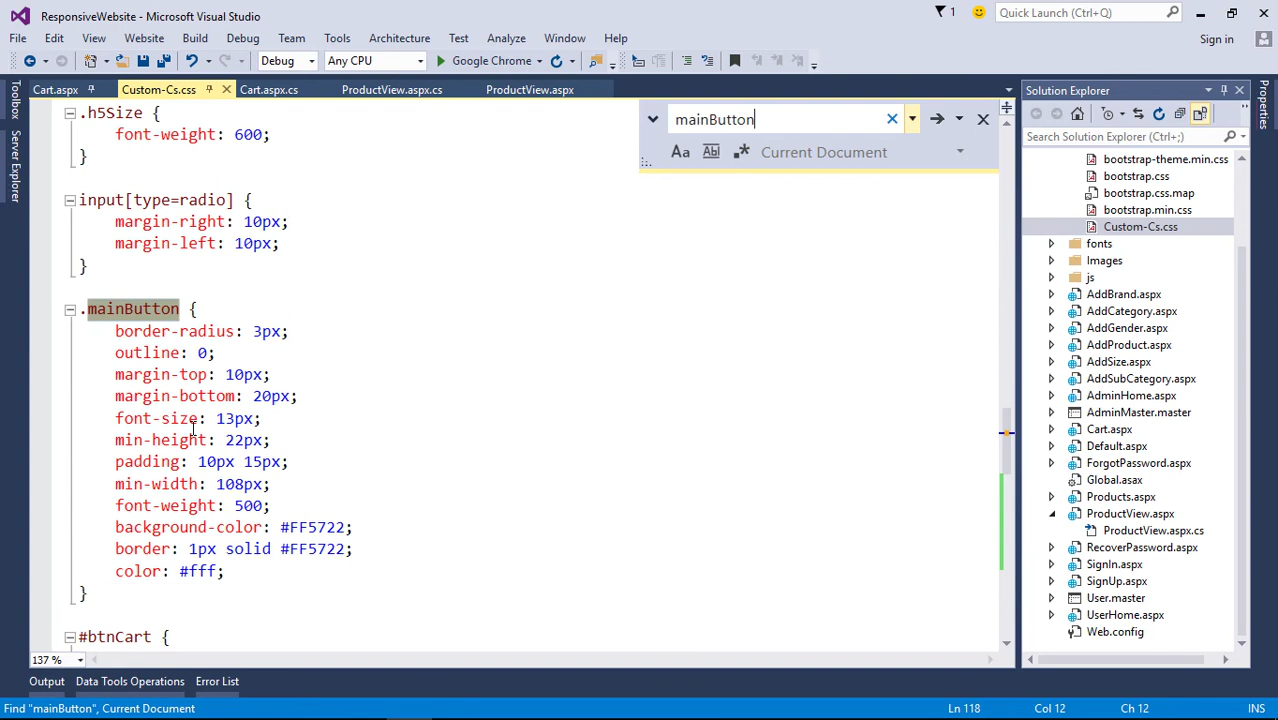 ResponsiveWebsite - Microsoft Visual Studio
1
Quick Launch (Ctrl+Q)
File Edit View Website Build Debug Team Tools Architecture Test Analyze Window Help
Sign in
Debug Any CPU Google Chrome
Toolbox
Server Explorer
Cart.aspx Custom-Cs.css Cart.aspx.cs ProductView.aspx.cs ProductView.aspx
.h5Size {
font-weight: 600;
}
input[type=radio] {
margin-right: 10px;
margin-left: 10px;
}
.mainButton {
border-radius: 3px;
outline: 0;
margin-top: 10px;
margin-bottom: 20px;
font-size: 13px;
min-height: 22px;
padding: 10px 15px;
min-width: 108px;
font-weight: 500;
background-color: #FF5722;
border: 1px solid #FF5722;
color: #fff;
}
#btnCart {
137 %
mainButton
Aa Abl .* Current Document
Solution Explorer
Search Solution Explorer (Ctrl+;)
bootstrap-theme.min.css
bootstrap.css
bootstrap.css.map
bootstrap.min.css
Custom-Cs.css
fonts
Images
js
AddBrand.aspx
AddCategory.aspx
AddGender.aspx
AddProduct.aspx
AddSize.aspx
AddSubCategory.aspx
AdminHome.aspx
AdminMaster.master
Cart.aspx
Default.aspx
ForgotPassword.aspx
Global.asax
Products.aspx
ProductView.aspx
ProductView.aspx.cs
RecoverPassword.aspx
SignIn.aspx
SignUp.aspx
User.master
UserHome.aspx
Web.config
Properties
Output Data Tools Operations Error List
Find "mainButton", Current Document Ln 118 Col 12 Ch 12 INS